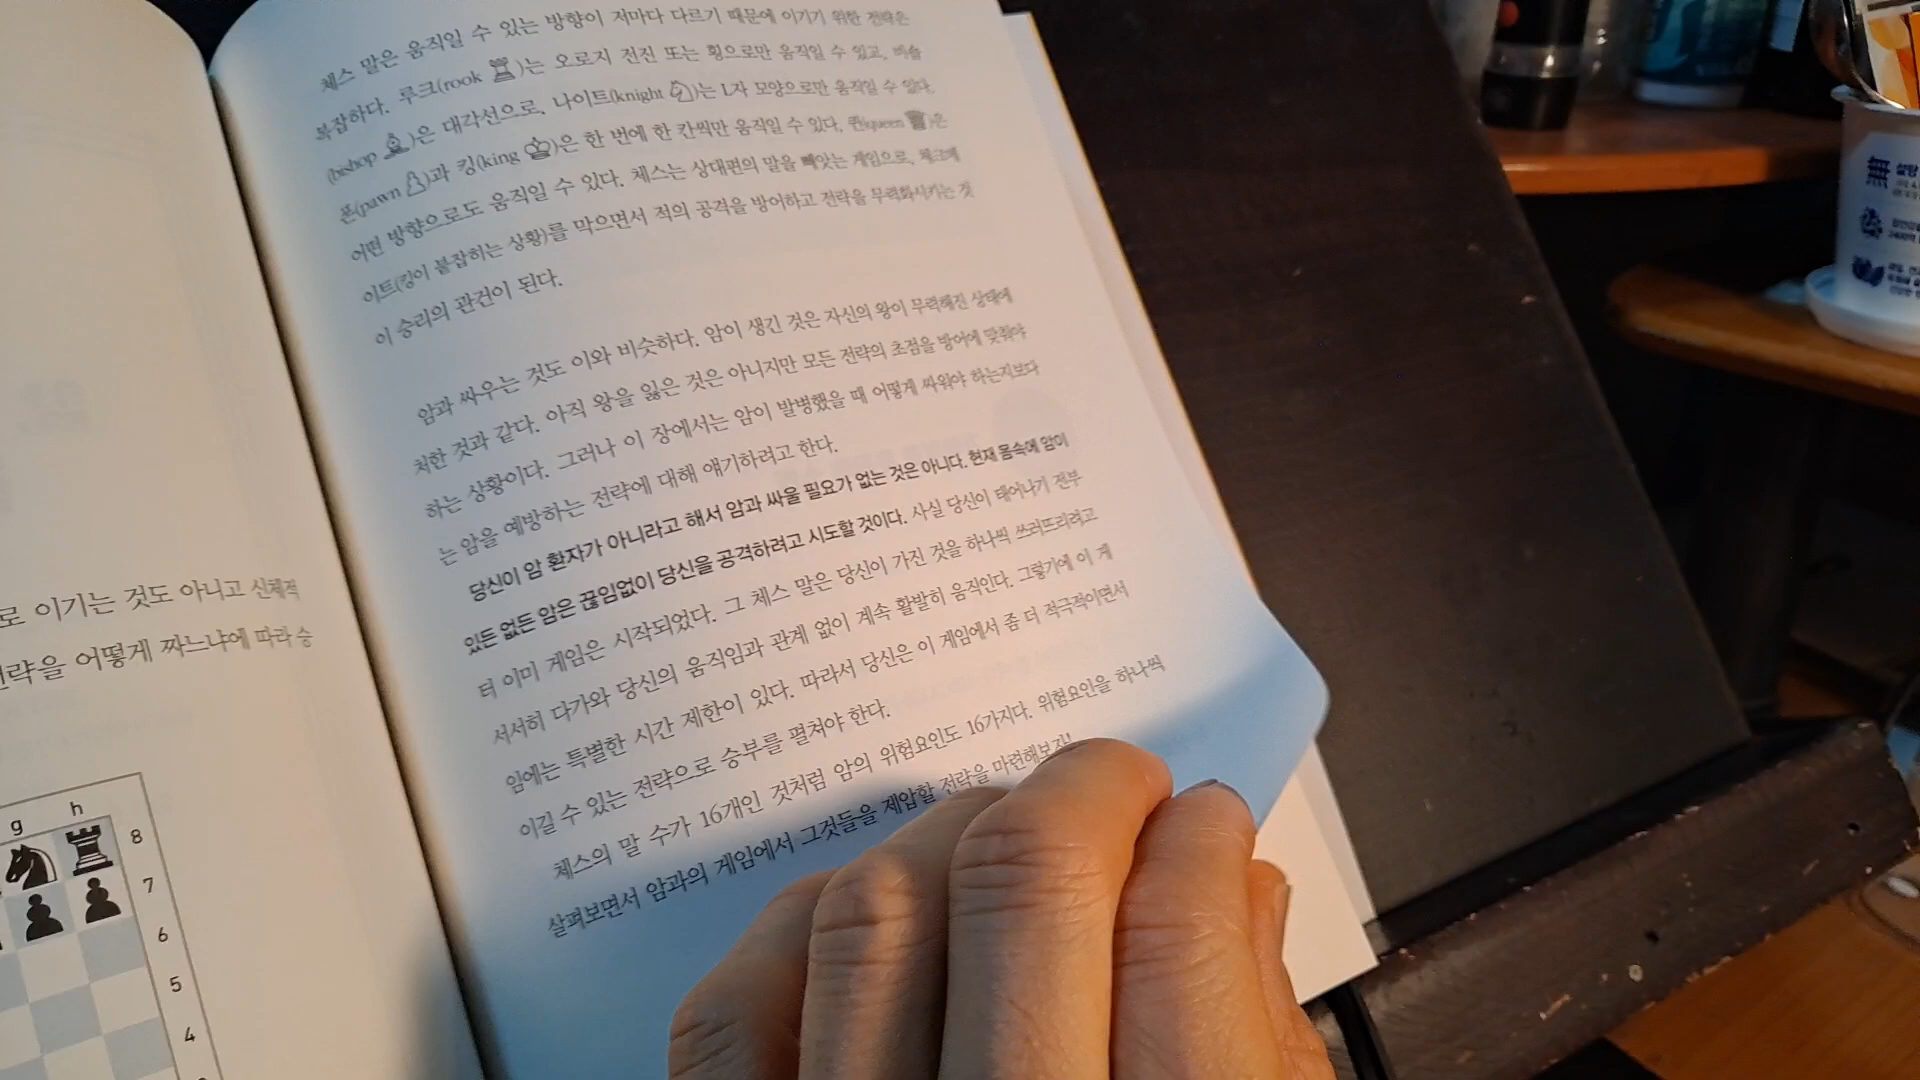 로 이기는 것도 아니고 신체적
전략을 어떻게 짜느냐에 따라 승
g h
8
7
6
5
4
체스 말은 움직일 수 있는 방향이 저마다 다르기 때문에 이기기 위한 전략은
복잡하다. 루크(rook )는 오로지 전진 또는 횡으로만 움직일 수 있고, 비숍
(bishop )은 대각선으로, 나이트(knight )는 L자 모양으로만 움직일 수 있다.
폰(pawn )과 킹(king )은 한 번에 한 칸씩만 움직일 수 있다, 퀸(queen )은
어떤 방향으로도 움직일 수 있다. 체스는 상대편의 말을 빼앗는 게임으로, 체크메
이트(킹이 붙잡히는 상황)를 막으면서 적의 공격을 방어하고 전략을 무력화시키는 것
이 승리의 관건이 된다.
암과 싸우는 것도 이와 비슷하다. 암이 생긴 것은 자신의 왕이 무력해진 상태에
처한 것과 같다. 아직 왕을 잃은 것은 아니지만 모든 전략의 초점을 방어에 맞춰야
하는 상황이다. 그러나 이 장에서는 암이 발병했을 때 어떻게 싸워야 하는지보다
는 암을 예방하는 전략에 대해 얘기하려고 한다.
당신이 암 환자가 아니라고 해서 암과 싸울 필요가 없는 것은 아니다. 현재 몸속에 암이
있든 없든 암은 끊임없이 당신을 공격하려고 시도할 것이다. 사실 당신이 태어나기 전부
터 이미 게임은 시작되었다. 그 체스 말은 당신이 가진 것을 하나씩 쓰러뜨리려고
서서히 다가와 당신의 움직임과 관계 없이 계속 활발히 움직인다. 그렇기에 이 게
임에는 특별한 시간 제한이 있다. 따라서 당신은 이 게임에서 좀 더 적극적이면서
이길 수 있는 전략으로 승부를 펼쳐야 한다.
체스의 말 수가 16개인 것처럼 암의 위험요인도 16가지다. 위험요인을 하나씩
살펴보면서 암과의 게임에서 그것들을 제압할 전략을 마련해보자!